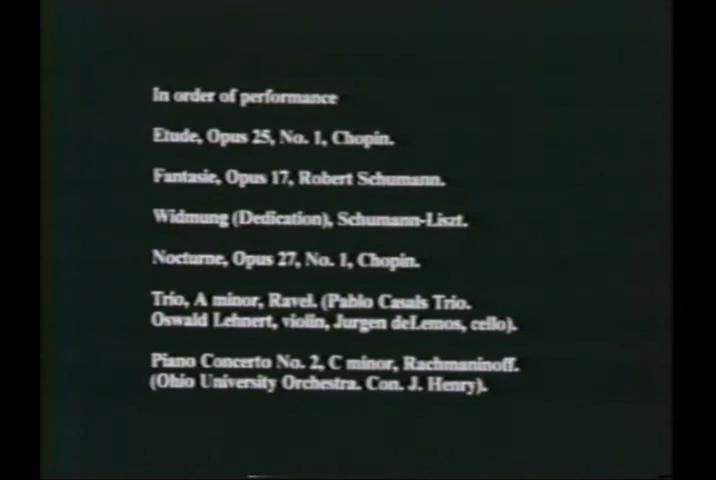 In order of performance
Etude, Opus 25, No. 1, Chopin.
Fantasie, Opus 17, Robert Schumann.
Widmung (Dedication), Schumann-Liszt.
Nocturne, Opus 27, No. 1, Chopin.
Trio, A minor, Ravel. (Pablo Casals Trio.
Oswald Lehnert, violin, Jurgen deLemos, cello).
Piano Concerto No. 2, C minor, Rachmaninoff.
(Ohio University Orchestra. Con. J. Henry).